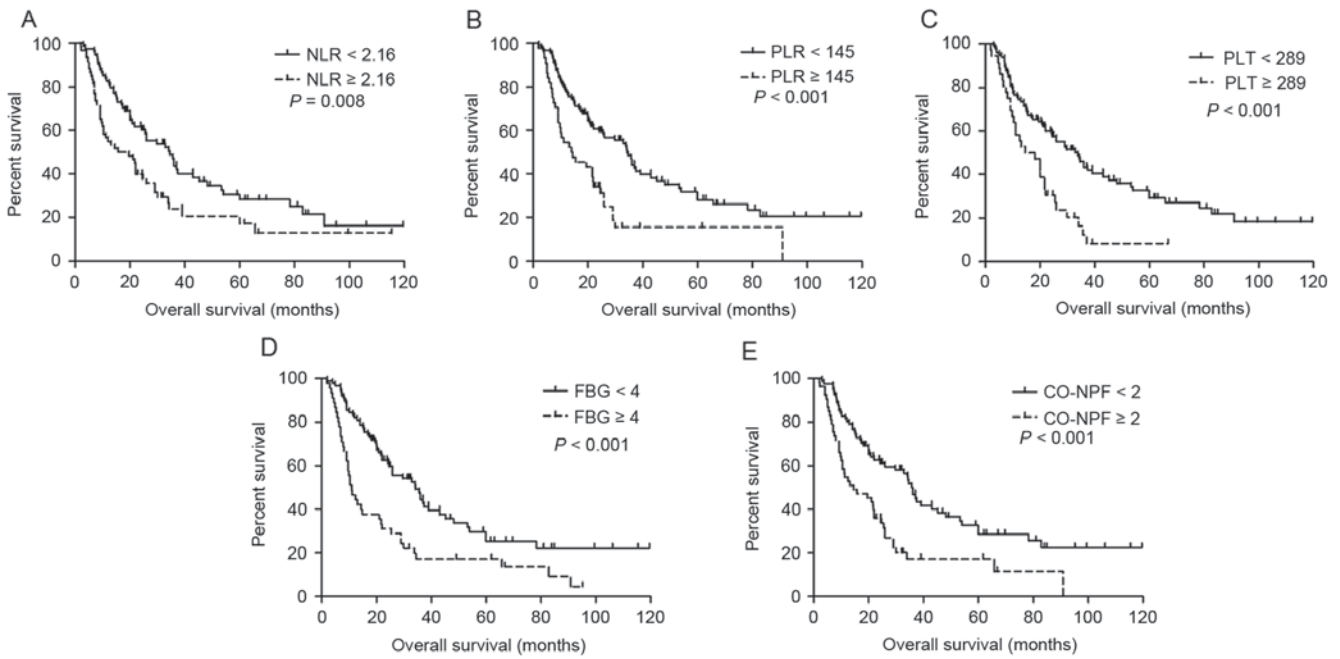 A
Percent survival
100
80
60
40
20
0
NLR < 2.16
NLR ≥ 2.16
P = 0.008
0 20 40 60 80 100 120
Overall survival (months)
B
Percent survival
100
80
60
40
20
0
PLR < 145
PLR ≥ 145
P < 0.001
0 20 40 60 80 100 120
Overall survival (months)
C
Percent survival
100
80
60
40
20
0
PLT < 289
PLT ≥ 289
P < 0.001
0 20 40 60 80 100 120
Overall survival (months)
D
Percent survival
100
80
60
40
20
0
FBG < 4
FBG ≥ 4
P < 0.001
0 20 40 60 80 100 120
Overall survival (months)
E
Percent survival
100
80
60
40
20
0
CO-NPF < 2
CO-NPF ≥ 2
P < 0.001
0 20 40 60 80 100 120
Overall survival (months)